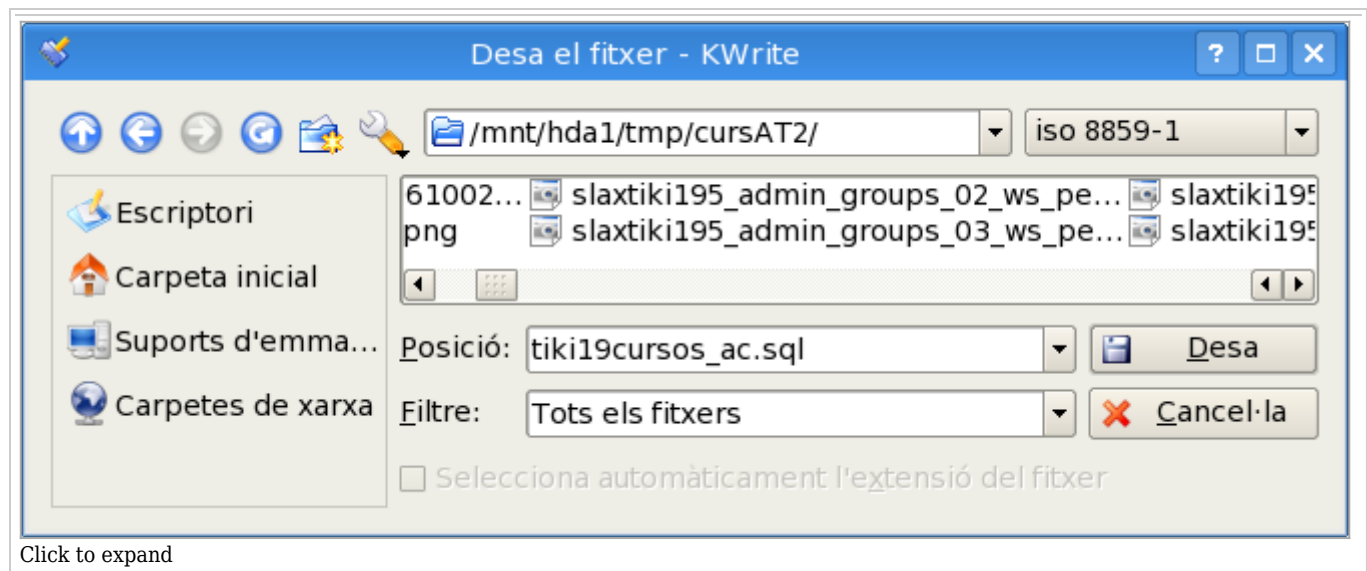 Desa el fitxer - KWrite
/mnt/hda1/tmp/cursAT2/
iso 8859-1
Escriptori
Carpeta inicial
Suports d'emma...
Carpetes de xarxa
61002... slaxtiki195_admin_groups_02_ws_pe... slaxtiki195
png slaxtiki195_admin_groups_03_ws_pe... slaxtiki195
Posició: tiki19cursos_ac.sql Desa
Filtre: Tots els fitxers Cancel·la
Selecciona automàticament l'extensió del fitxer
Click to expand